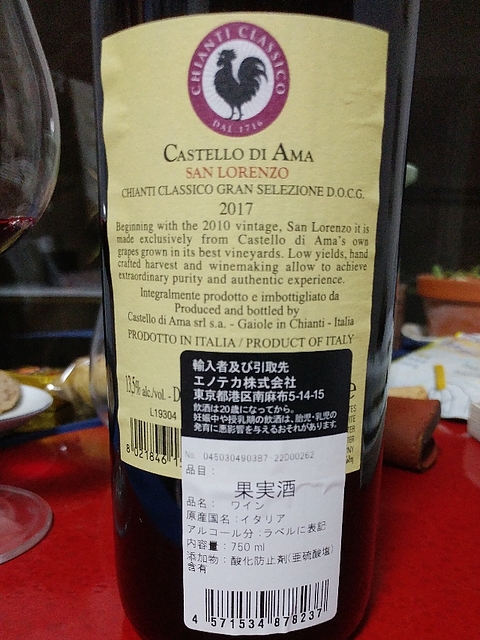 CHIANTI CLASSICO
DAL 1716
CASTELLO DI AMA
SAN LORENZO
CHIANTI CLASSICO GRAN SELEZIONE D.O.C.G.
2017
Beginning with the 2010 vintage, San Lorenzo it is
made exclusively from Castello di Ama's own
grapes grown in its best vineyards. Low yields, hand
crafted harvest and winemaking allow to achieve
extraordinary purity and authentic experience.
Integralmente prodotto e imbottigliato da
Produced and bottled by
Castello di Ama srl s.a. - Gaiole in Chianti - Italia
PRODOTTO IN ITALIA / PRODUCT OF ITALY
13,5% alc./vol.
L19304
8 021846
輸入者及び引取先
エノテカ株式会社
東京都港区南麻布5-14-15
飲酒は20歳になってから。
妊娠中や授乳期の飲酒は、胎児・乳児の
発育に悪影響を与えるおそれがあります。
No. 0450304903B7 22D00262
品目：
果実酒
品名： ワイン
原産国名：イタリア
アルコール分：ラベルに表記
内容量：750 ml
添加物：酸化防止剤(亜硫酸塩)
含有
4 571534 878237